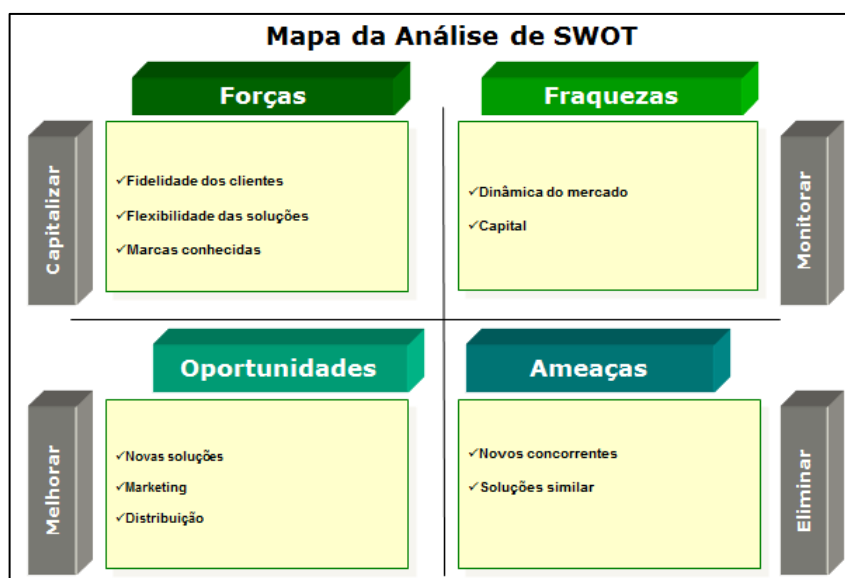 Mapa da Análise de SWOT
Forças
Fraquezas
Capitalizar
✓Fidelidade dos clientes
✓Flexibilidade das soluções
✓Marcas conhecidas
✓Dinâmica do mercado
✓Capital
Monitorar
Oportunidades
Ameaças
Melhorar
✓Novas soluções
✓Marketing
✓Distribuição
✓Novos concorrentes
✓Soluções similar
Eliminar